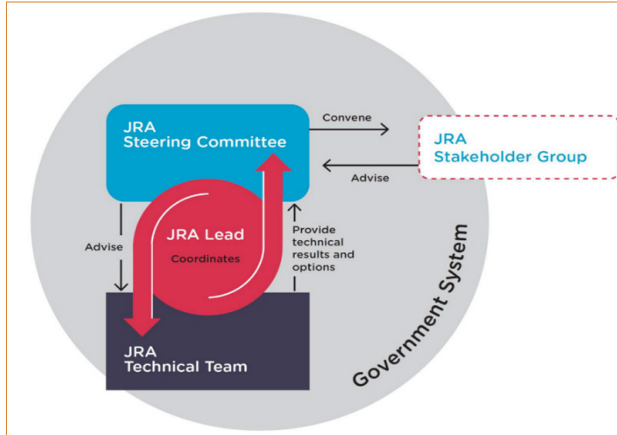 JRA
Steering Committee
Convene
JRA
Stakeholder Group
Advise
JRA Lead
Coordinates
Advise
Provide
technical
results and
options
JRA
Technical Team
Government System